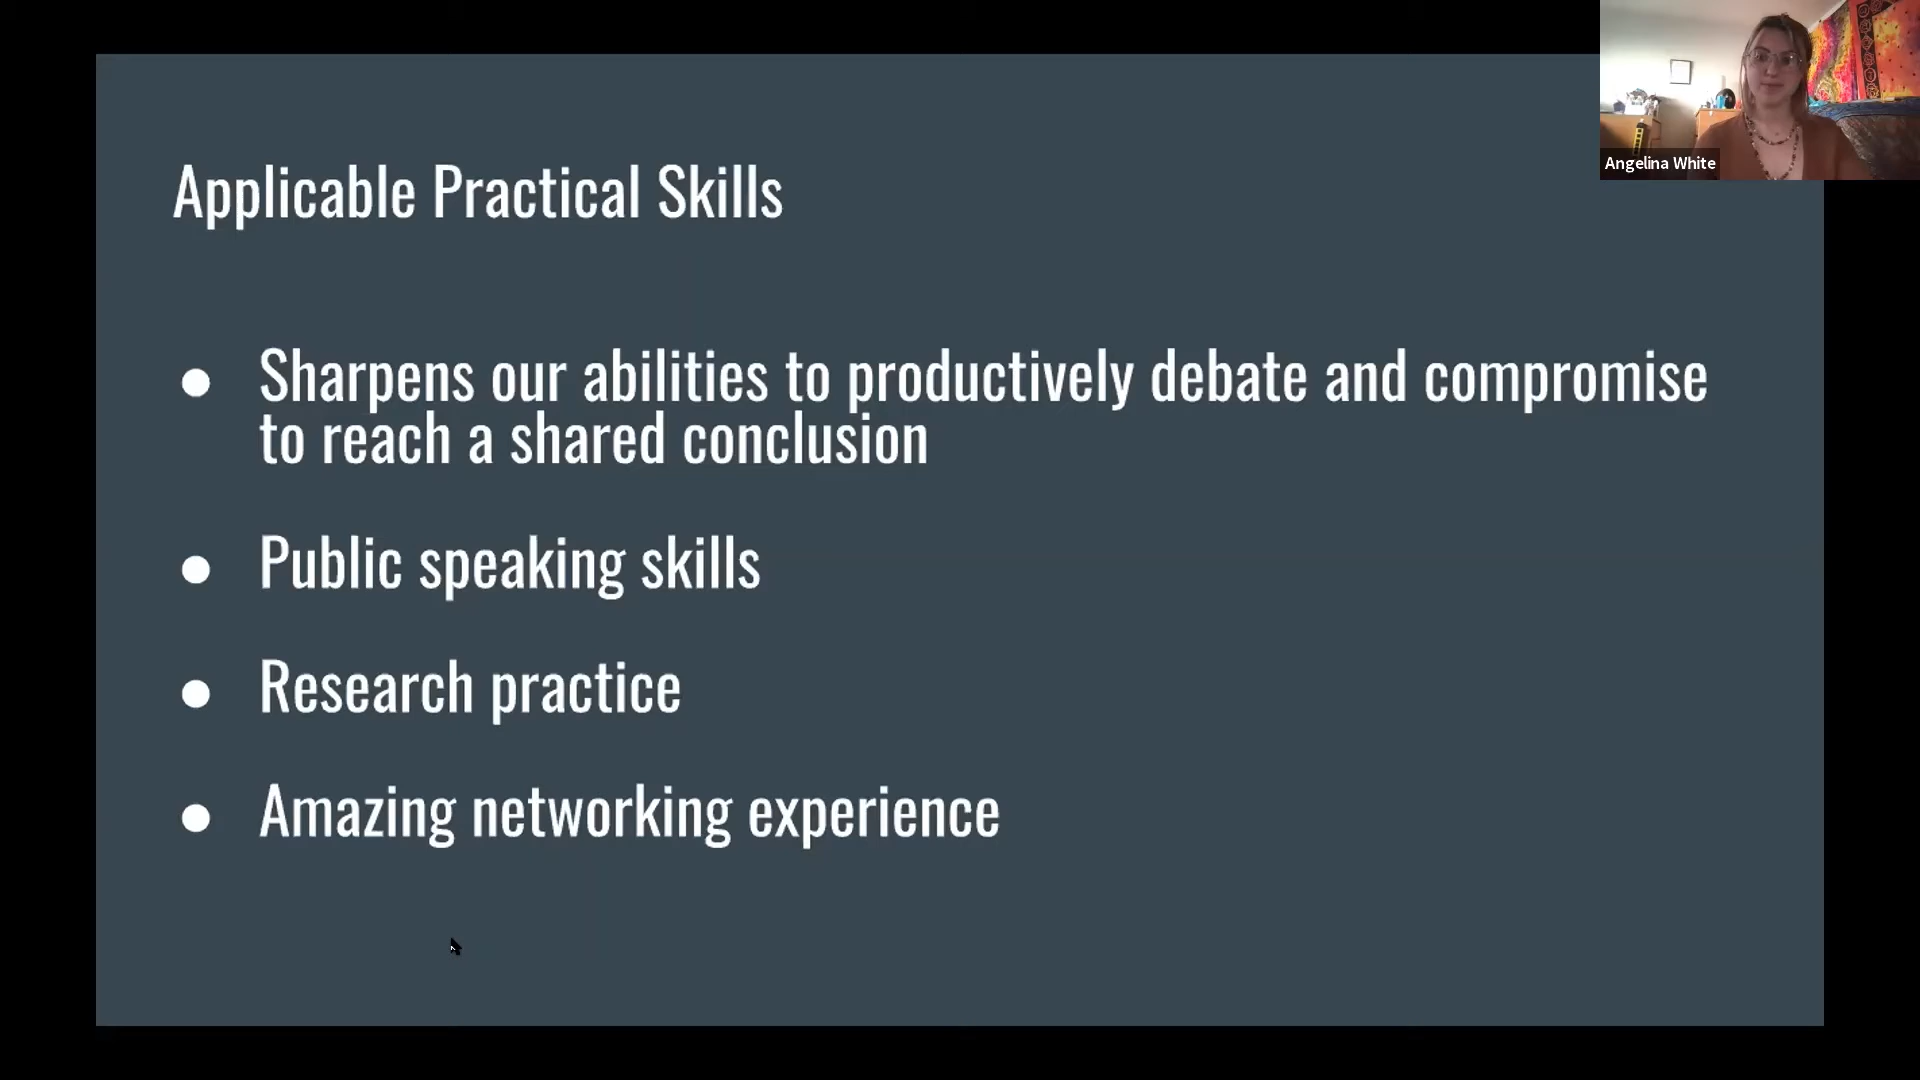 Applicable Practical Skills
● Sharpens our abilities to productively debate and compromise
to reach a shared conclusion
● Public speaking skills
● Research practice
● Amazing networking experience
Angelina White